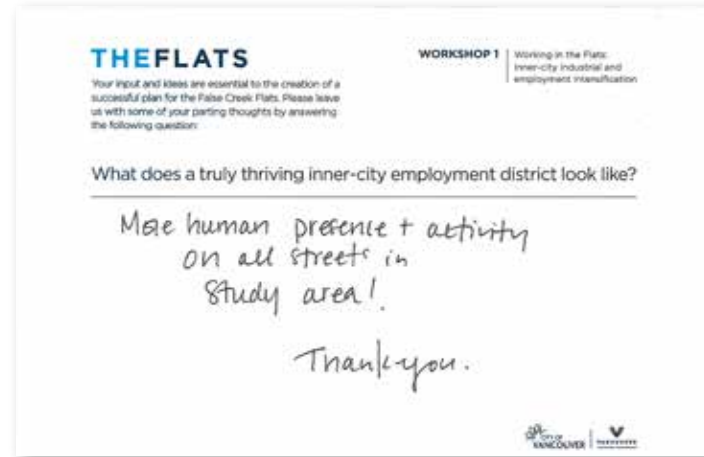 THEFLATS
Your input and ideas are essential to the creation of a
successful plan for the False Creek Flats. Please leave
us with some of your parting thoughts by answering
the following question:
WORKSHOP 1
Working in the Flats:
Inner-city industrial and
employment intensification
What does a truly thriving inner-city employment district look like?
More human presence + activity
on all streets in
study area!
Thank you.
CITY OF
VANCOUVER